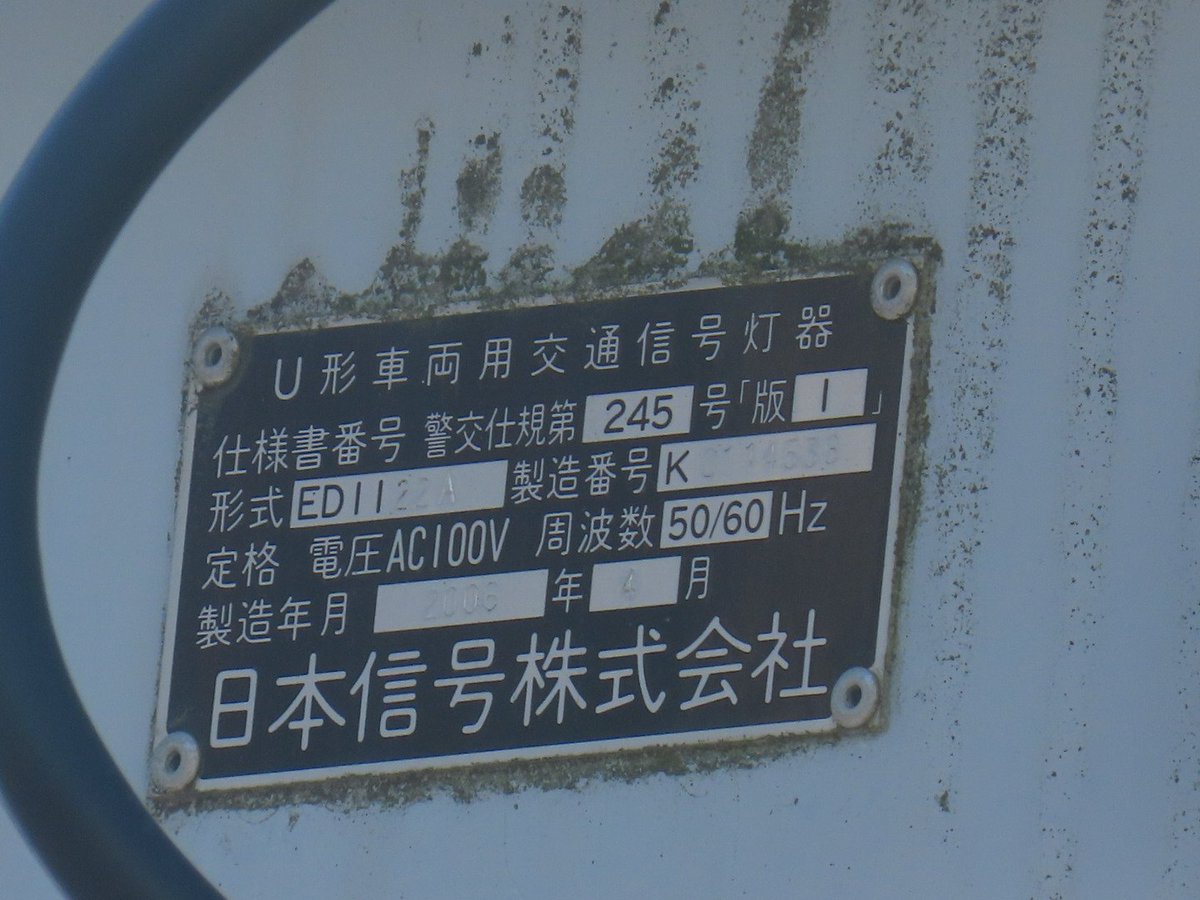 U形車両用交通信号灯器
仕様書番号 警交仕規第 245 号「版 1」
形式 ED1122A 製造番号 K
定格 電圧AC100V 周波数 50/60 Hz
製造年月 2006 年 4 月
日本信号株式会社